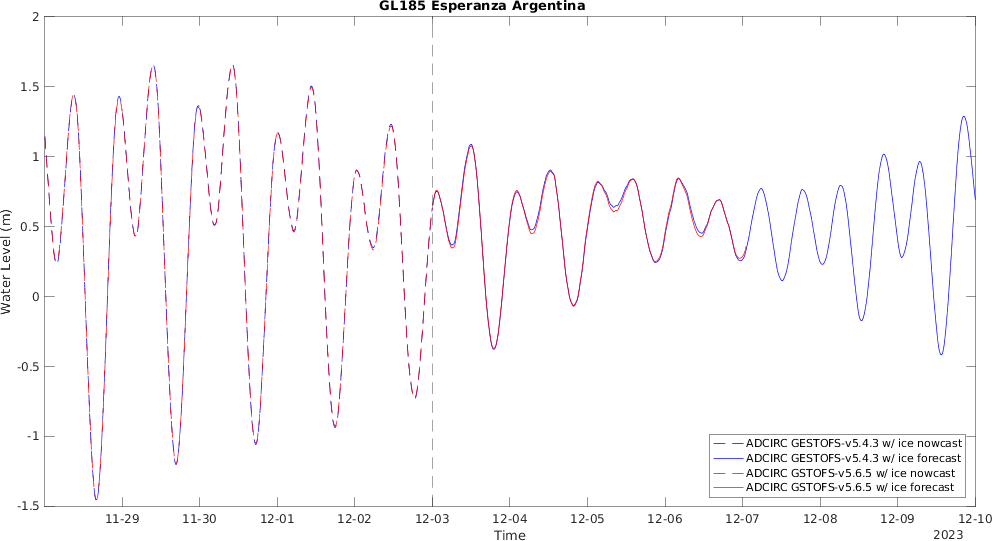 GL185 Esperanza Argentina
2
1.5
1
0.5
0
-0.5
-1
-1.5
Water Level (m)
11-29 11-30 12-01 12-02 12-03 12-04 12-05 12-06 12-07 12-08 12-09 12-10
Time
2023
ADCIRC GESTOFS-v5.4.3 w/ ice nowcast
ADCIRC GESTOFS-v5.4.3 w/ ice forecast
ADCIRC GSTOFS-v5.6.5 w/ ice nowcast
ADCIRC GSTOFS-v5.6.5 w/ ice forecast